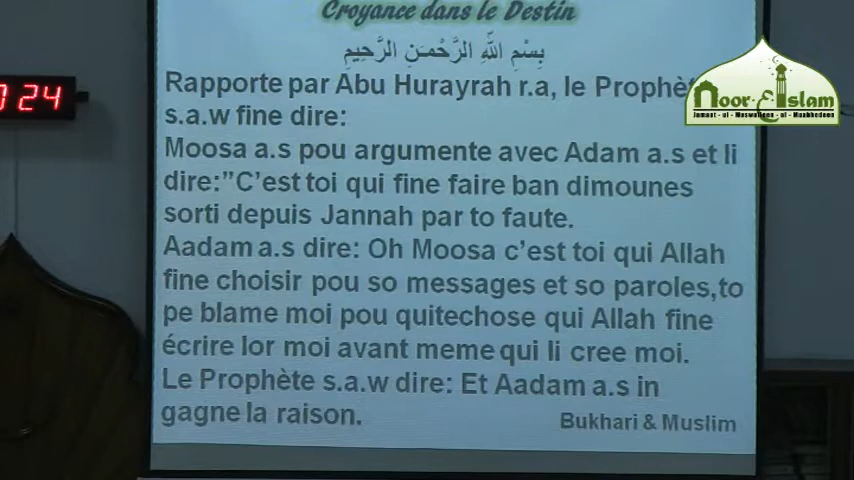 Croyance dans le Destin
بِسْمِ اللَّهِ الرَّحْمَـنِ الرَّحِيمِ
Rapporte par Abu Hurayrah r.a, le Prophèt
s.a.w fine dire:
Moosa a.s pou argumente avec Adam a.s et li
dire:”C’est toi qui fine faire ban dimounes
sorti depuis Jannah par to faute.
Aadam a.s dire: Oh Moosa c’est toi qui Allah
fine choisir pou so messages et so paroles,to
pe blame moi pou quitechose qui Allah fine
écrire lor moi avant meme qui li cree moi.
Le Prophète s.a.w dire: Et Aadam a.s in
gagne la raison.
Bukhari & Muslim
Noor-E-Islam
24